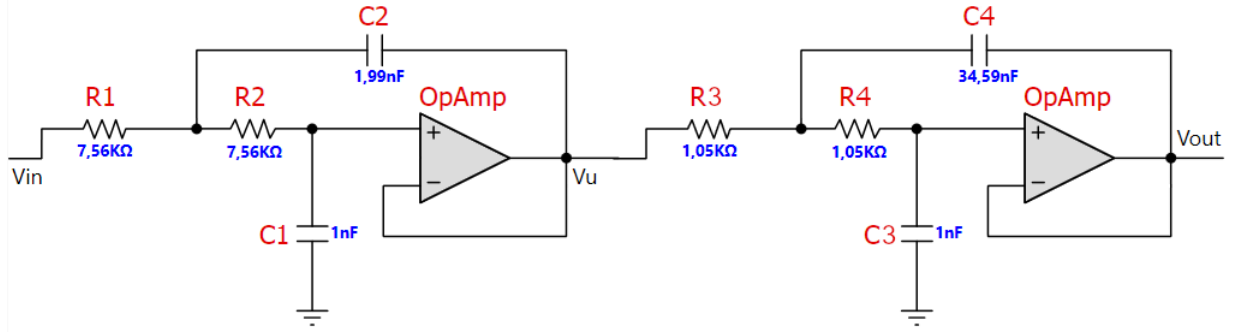 C2
1,99nF
R1
7,56KΩ
R2
7,56KΩ
OpAmp
+
−
Vin
C1
1nF
Vu
C4
34,59nF
R3
1,05KΩ
R4
1,05KΩ
OpAmp
+
−
Vout
C3
1nF